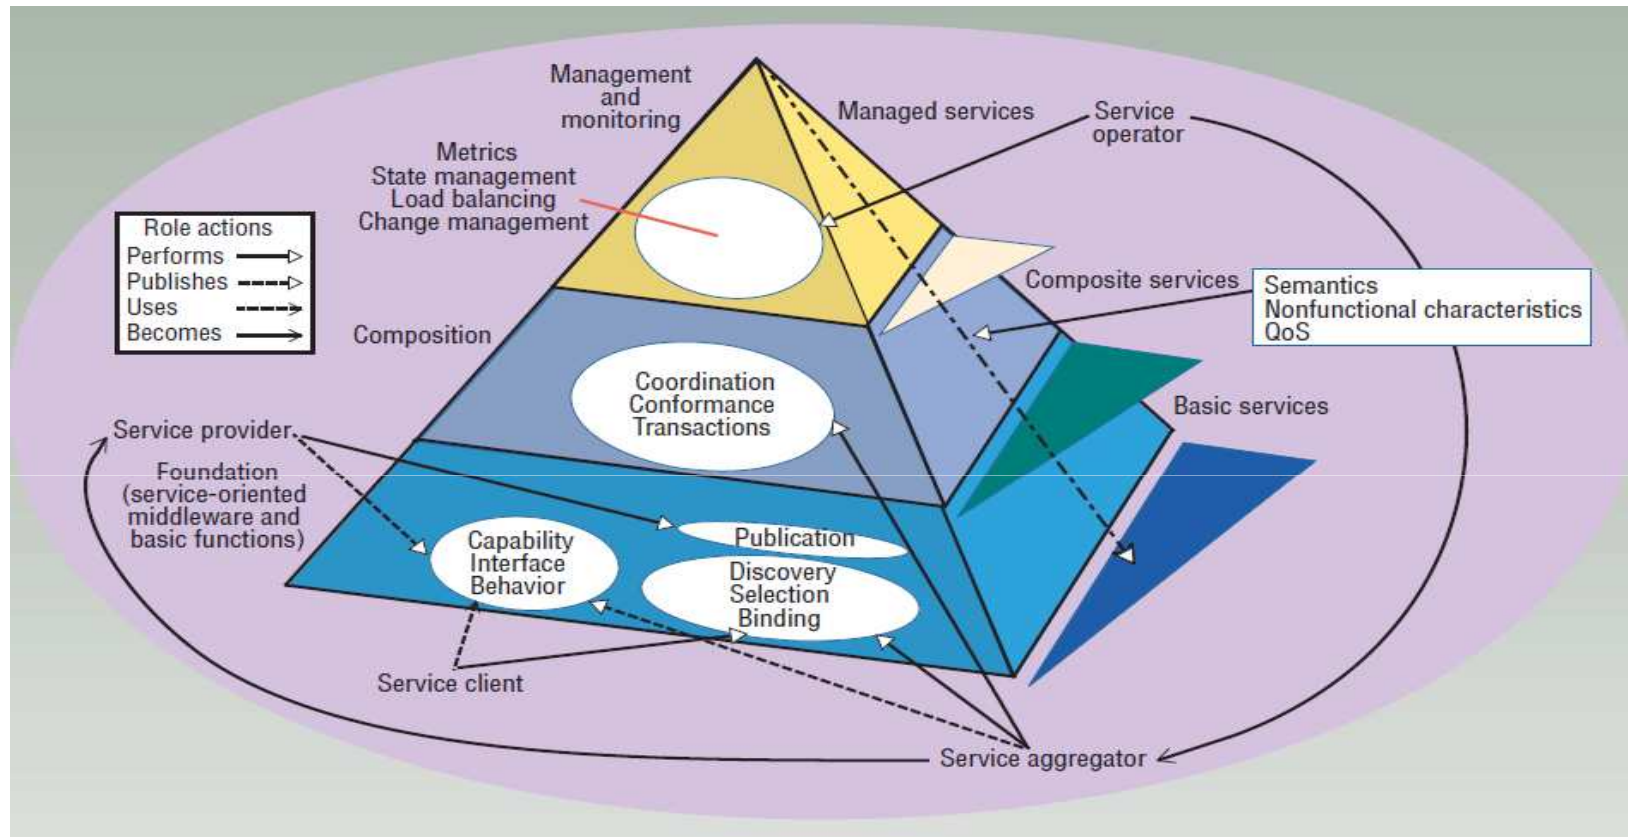 Management
and
monitoring
Managed services
Service
operator
Metrics
State management
Load balancing
Change management
Role actions
Performs
Publishes
Uses
Becomes
Composition
Composite services
Semantics
Nonfunctional characteristics
QoS
Coordination
Conformance
Transactions
Basic services
Service provider
Foundation
(service-oriented
middleware and
basic functions)
Capability
Interface
Behavior
Publication
Discovery
Selection
Binding
Service client
Service aggregator